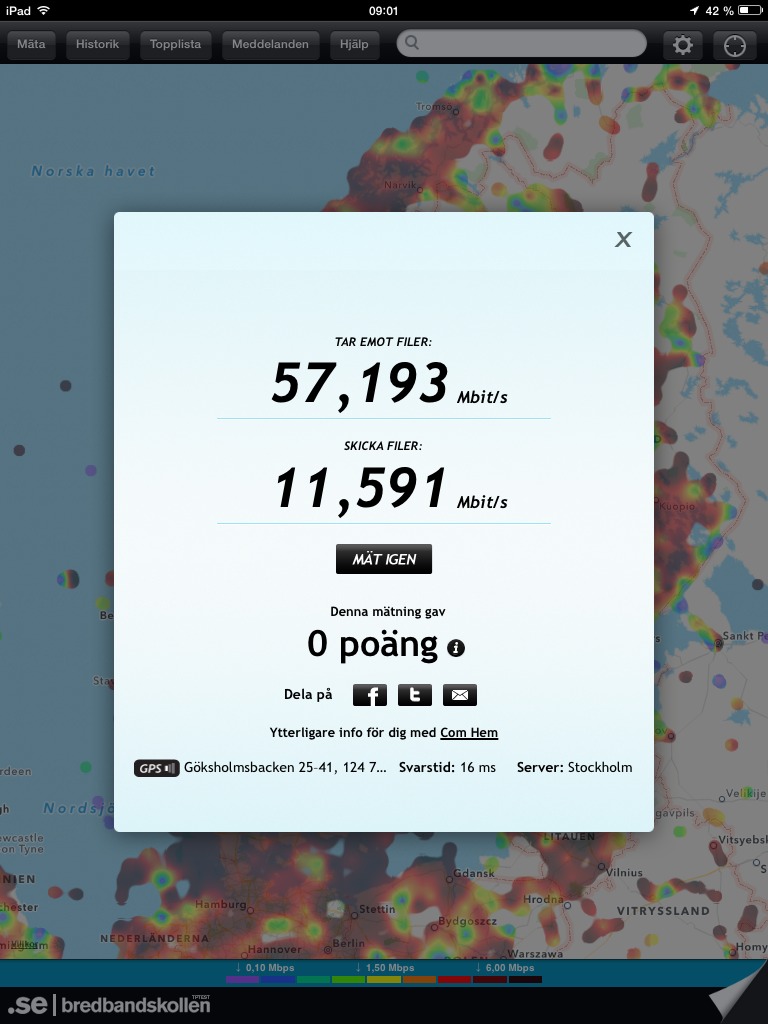 iPad 09:01 42 %
Mäta Historik Topplista Meddelanden Hjälp
Tromsø
Norska havet
Narvik
X
TAR EMOT FILER:
57,193 Mbit/s
SKICKA FILER:
11,591 Mbit/s
Kuopio
MÄT IGEN
Denna mätning gav
0 poäng i
Be
Sankt Pe
Sta
Dela på f t
Ytterligare info för dig med Com Hem
GPS Göksholmsbacken 25-41, 124 7... Svarstid: 16 ms Server: Stockholm
rdeen
Velikije
gh Nordsjö
gavpils
ewcastle
on Tyne
LITAUEN
Vitsyebsk
Vilnius
NIEN
Gdansk
chester
Hamburg
Stettin
Hrodna
VITRYSSLAND
Bydgoszcz
NEDERLÄNDERNA
Hannover
Berlin
Warszawa
Homy
↓ 0,10 Mbps ↓ 1,50 Mbps ↓ 6,00 Mbps
.se | bredbandskollen
TPTEST